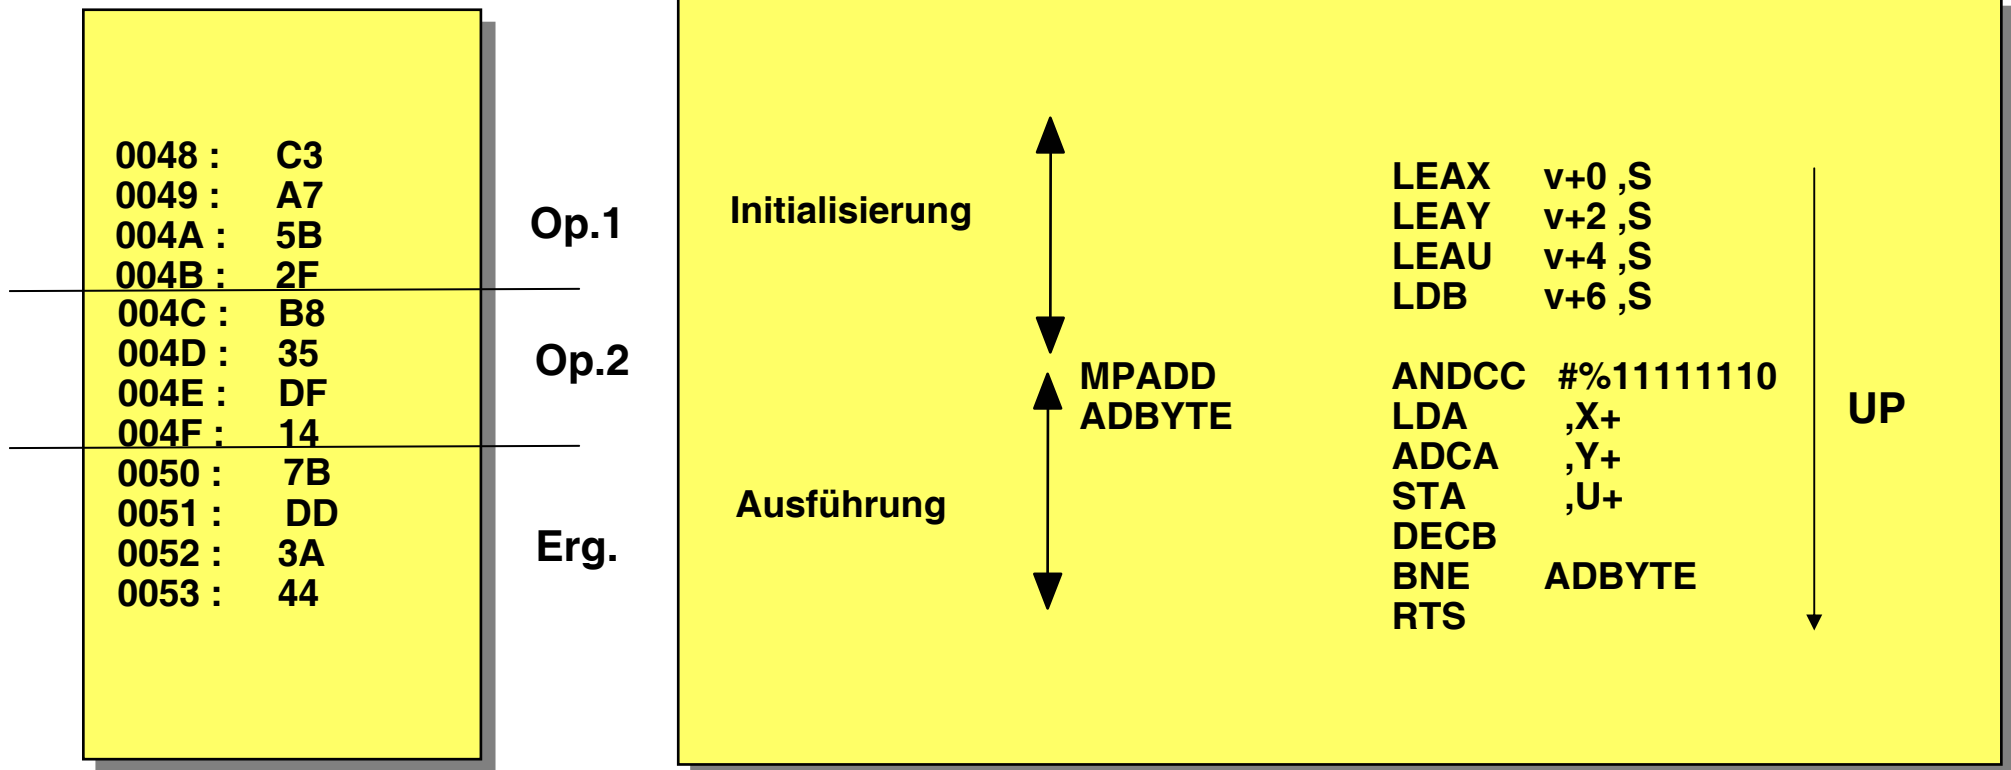 0048 : C3
0049 : A7
004A : 5B
004B : 2F
004C : B8
004D : 35
004E : DF
004F : 14
0050 : 7B
0051 : DD
0052 : 3A
0053 : 44
Op.1
Op.2
Erg.
Initialisierung
Ausführung
LEAX v+0 ,S
LEAY v+2 ,S
LEAU v+4 ,S
LDB v+6 ,S
MPADD ANDCC #%11111110
ADBYTE LDA ,X+
ADCA ,Y+
STA ,U+
DECB
BNE ADBYTE
RTS
UP